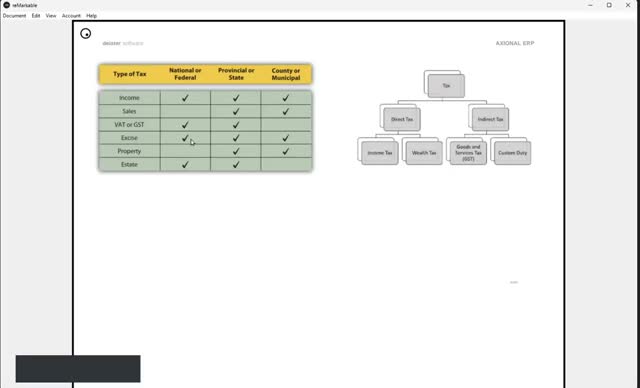 reMarkable
Document Edit View Account Help
deister software
AXIONAL ERP
Type of Tax National or Federal Provincial or State County or Municipal
Income ✓ ✓ ✓
Sales ✓ ✓
VAT or GST ✓ ✓
Excise ✓ ✓ ✓
Property ✓ ✓
Estate ✓ ✓
Tax
Direct Tax Indirect Tax
Income Tax Wealth Tax Goods and Services Tax (GST) Custom Duty